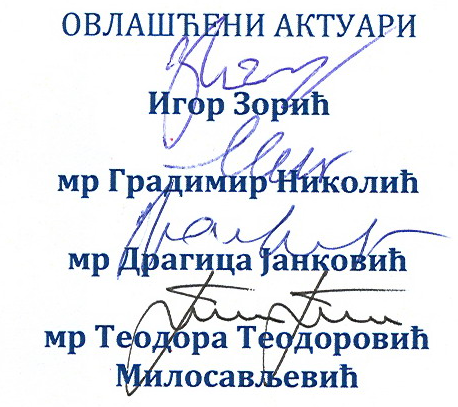 ОВЛАШЋЕНИ АКТУАРИ
Игор Зорић
мр Градимир Николић
мр Драгица Јанковић
мр Теодора Теодоровић
Милосављевић